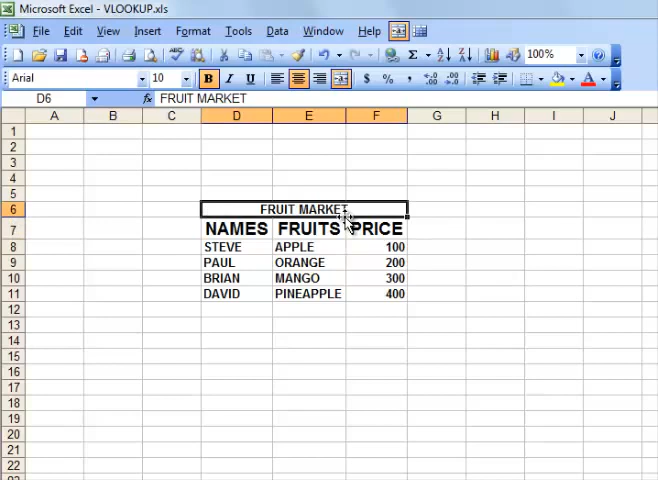 Microsoft Excel - VLOOKUP.xls
File Edit View Insert Format Tools Data Window Help
Σ 100%
Arial 10 B I U $ % , A
D6 fx FRUIT MARKET
A B C D E F G H I J
1
2
3
4
5
6 FRUIT MARKET
7 NAMES FRUITS PRICE
8 STEVE APPLE 100
9 PAUL ORANGE 200
10 BRIAN MANGO 300
11 DAVID PINEAPPLE 400
12
13
14
15
16
17
18
19
20
21
22